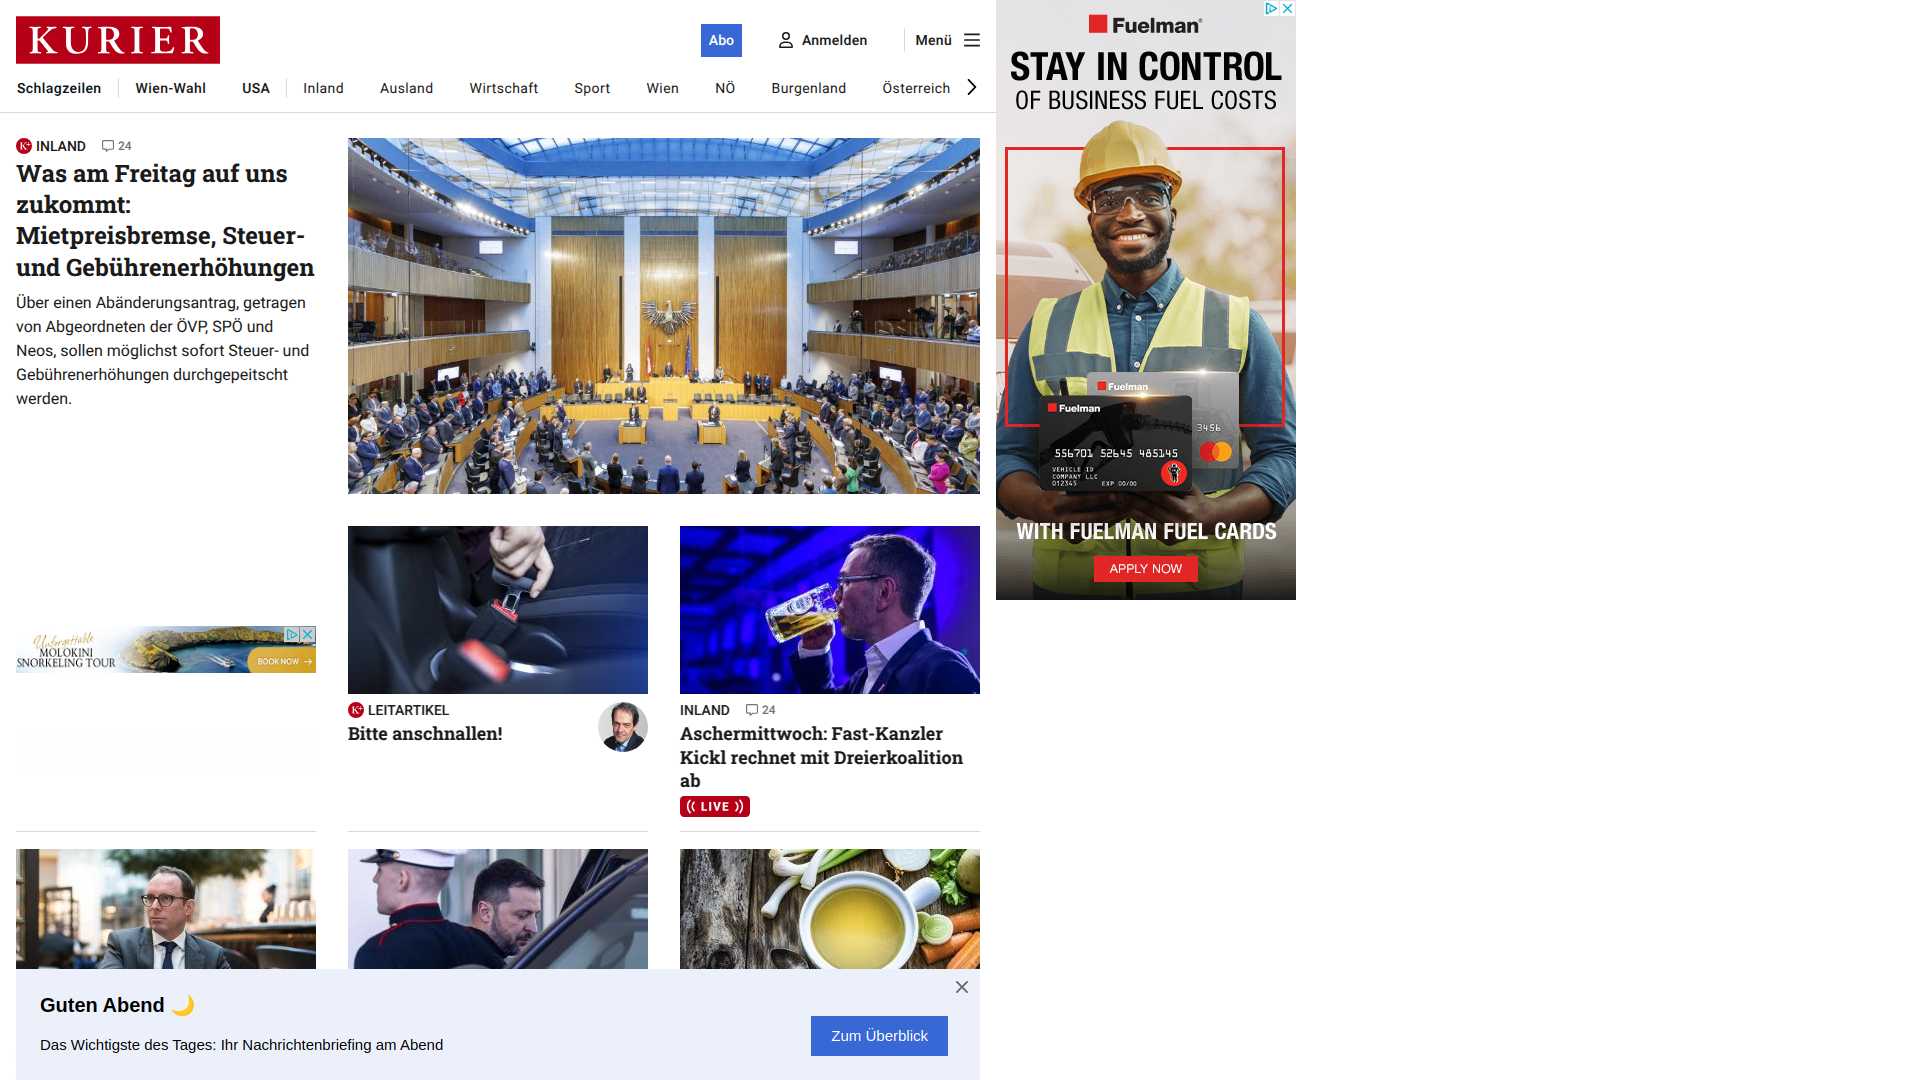 KURIER
Abo
Anmelden
Menü
Schlagzeilen
Wien-Wahl
USA
Inland
Ausland
Wirtschaft
Sport
Wien
NÖ
Burgenland
Österreich
K+ INLAND 24
Was am Freitag auf uns
zukommt:
Mietpreisbremse, Steuer-
und Gebührenerhöhungen
Über einen Abänderungsantrag, getragen
von Abgeordneten der ÖVP, SPÖ und
Neos, sollen möglichst sofort Steuer- und
Gebührenerhöhungen durchgepeitscht
werden.
Unforgettable
MOLOKINI
SNORKELING TOUR
BOOK NOW
K+ LEITARTIKEL
Bitte anschnallen!
INLAND 24
Aschermittwoch: Fast-Kanzler
Kickl rechnet mit Dreierkoalition
ab
LIVE
Guten Abend
Das Wichtigste des Tages: Ihr Nachrichtenbriefing am Abend
Zum Überblick
Fuelman
STAY IN CONTROL
OF BUSINESS FUEL COSTS
Fuelman
Fuelman
3456
556701 52645 485145
VEHICLE ID
COMPANY LLC
012345 EXP 00/00
WITH FUELMAN FUEL CARDS
APPLY NOW